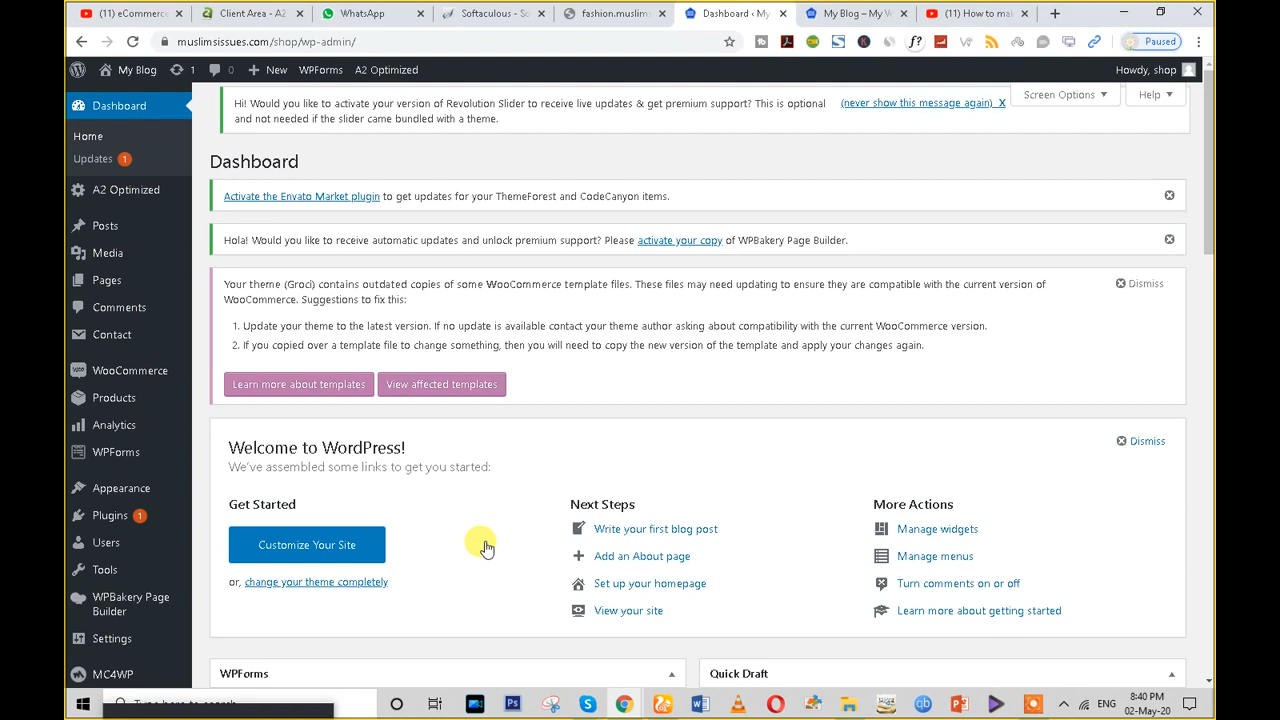 (11) eCommerc
Client Area - A2
WhatsApp
Softaculous - So
fashion.muslims
Dashboard ‹ My
My Blog – My W
(11) How to mak
muslimsissues.com/shop/wp-admin/
Paused
My Blog
1
0
New
WPForms
A2 Optimized
Howdy, shop
Dashboard
Home
Updates 1
A2 Optimized
Posts
Media
Pages
Comments
Contact
WooCommerce
Products
Analytics
WPForms
Appearance
Plugins 1
Users
Tools
WPBakery Page
Builder
Settings
MC4WP
Hi! Would you like to activate your version of Revolution Slider to receive live updates & get premium support? This is optional
and not needed if the slider came bundled with a theme.
(never show this message again) X
Screen Options
Help
Dashboard
Activate the Envato Market plugin to get updates for your ThemeForest and CodeCanyon items.
Hola! Would you like to receive automatic updates and unlock premium support? Please activate your copy of WPBakery Page Builder.
Your theme (Groci) contains outdated copies of some WooCommerce template files. These files may need updating to ensure they are compatible with the current version of
WooCommerce. Suggestions to fix this:
Dismiss
1. Update your theme to the latest version. If no update is available contact your theme author asking about compatibility with the current WooCommerce version.
2. If you copied over a template file to change something, then you will need to copy the new version of the template and apply your changes again.
Learn more about templates
View affected templates
Welcome to WordPress!
Dismiss
We've assembled some links to get you started:
Get Started
Customize Your Site
or, change your theme completely
Next Steps
Write your first blog post
Add an About page
Set up your homepage
View your site
More Actions
Manage widgets
Manage menus
Turn comments on or off
Learn more about getting started
WPForms
Quick Draft
Type here to search
ENG
8:40 PM
02-May-20